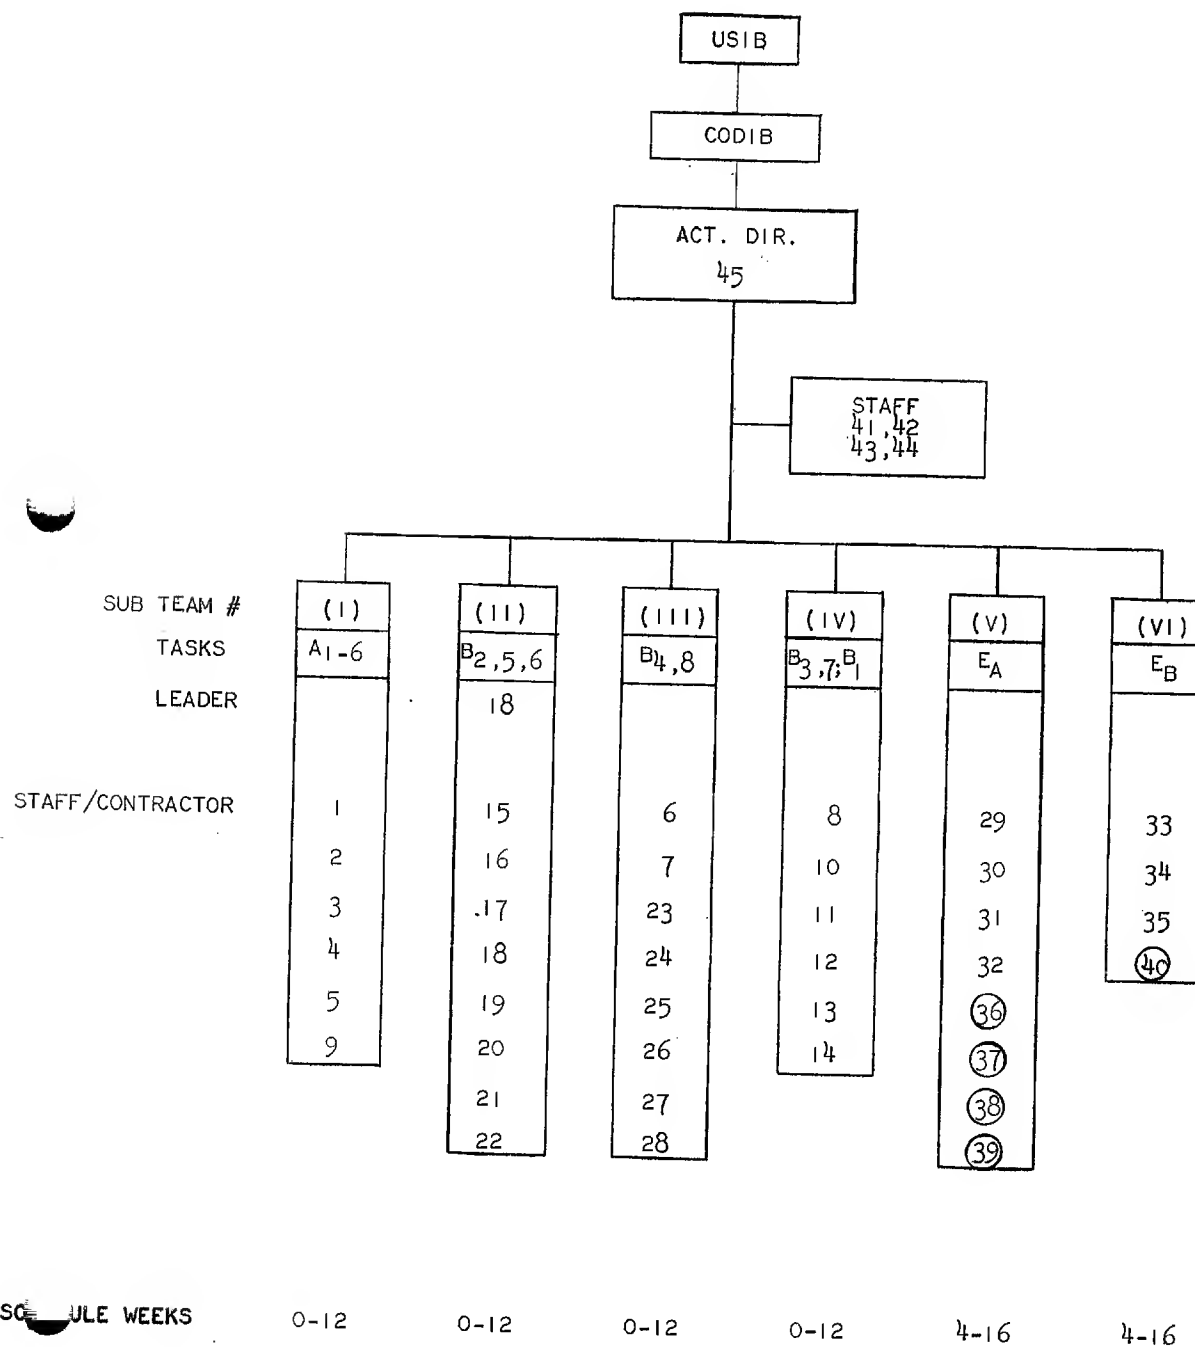 USIB
CODIB
ACT. DIR.
45
STAFF
41,42
43,44
SUB TEAM # (I) (II) (III) (IV) (V) (VI)
TASKS A1-6 B2,5,6 B4,8 B3,7;B1 EA EB
LEADER 18
STAFF/CONTRACTOR 1 15 6 8 29 33
2 16 7 10 30 34
3 .17 23 11 31 35
4 18 24 12 32 40
5 19 25 13 36
9 20 26 14 37
21 27 38
22 28 39
WEEKS 0-12 0-12 0-12 0-12 4-16 4-16